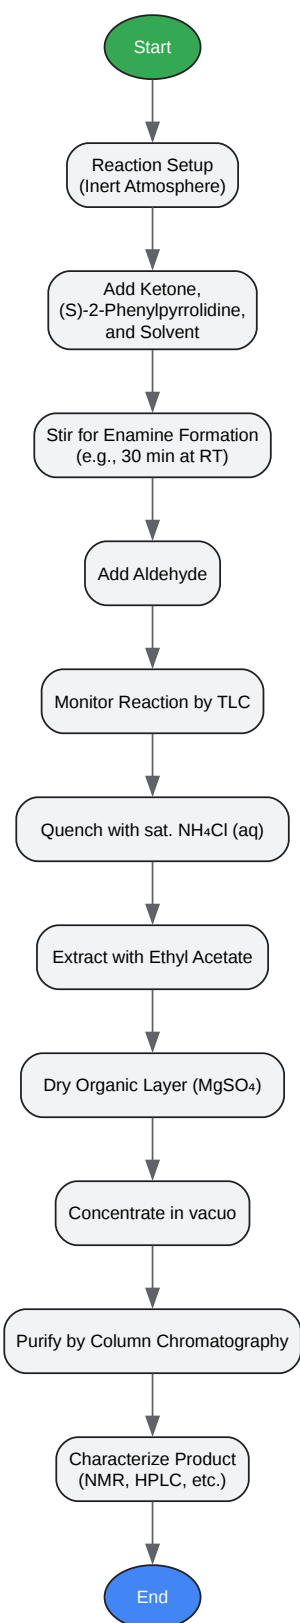 Start
Reaction Setup
(Inert Atmosphere)
Add Ketone,
(S)-2-Phenylpyrrolidine,
and Solvent
Stir for Enamine Formation
(e.g., 30 min at RT)
Add Aldehyde
Monitor Reaction by TLC
Quench with sat. NH₄Cl (aq)
Extract with Ethyl Acetate
Dry Organic Layer (MgSO₄)
Concentrate in vacuo
Purify by Column Chromatography
Characterize Product
(NMR, HPLC, etc.)
End